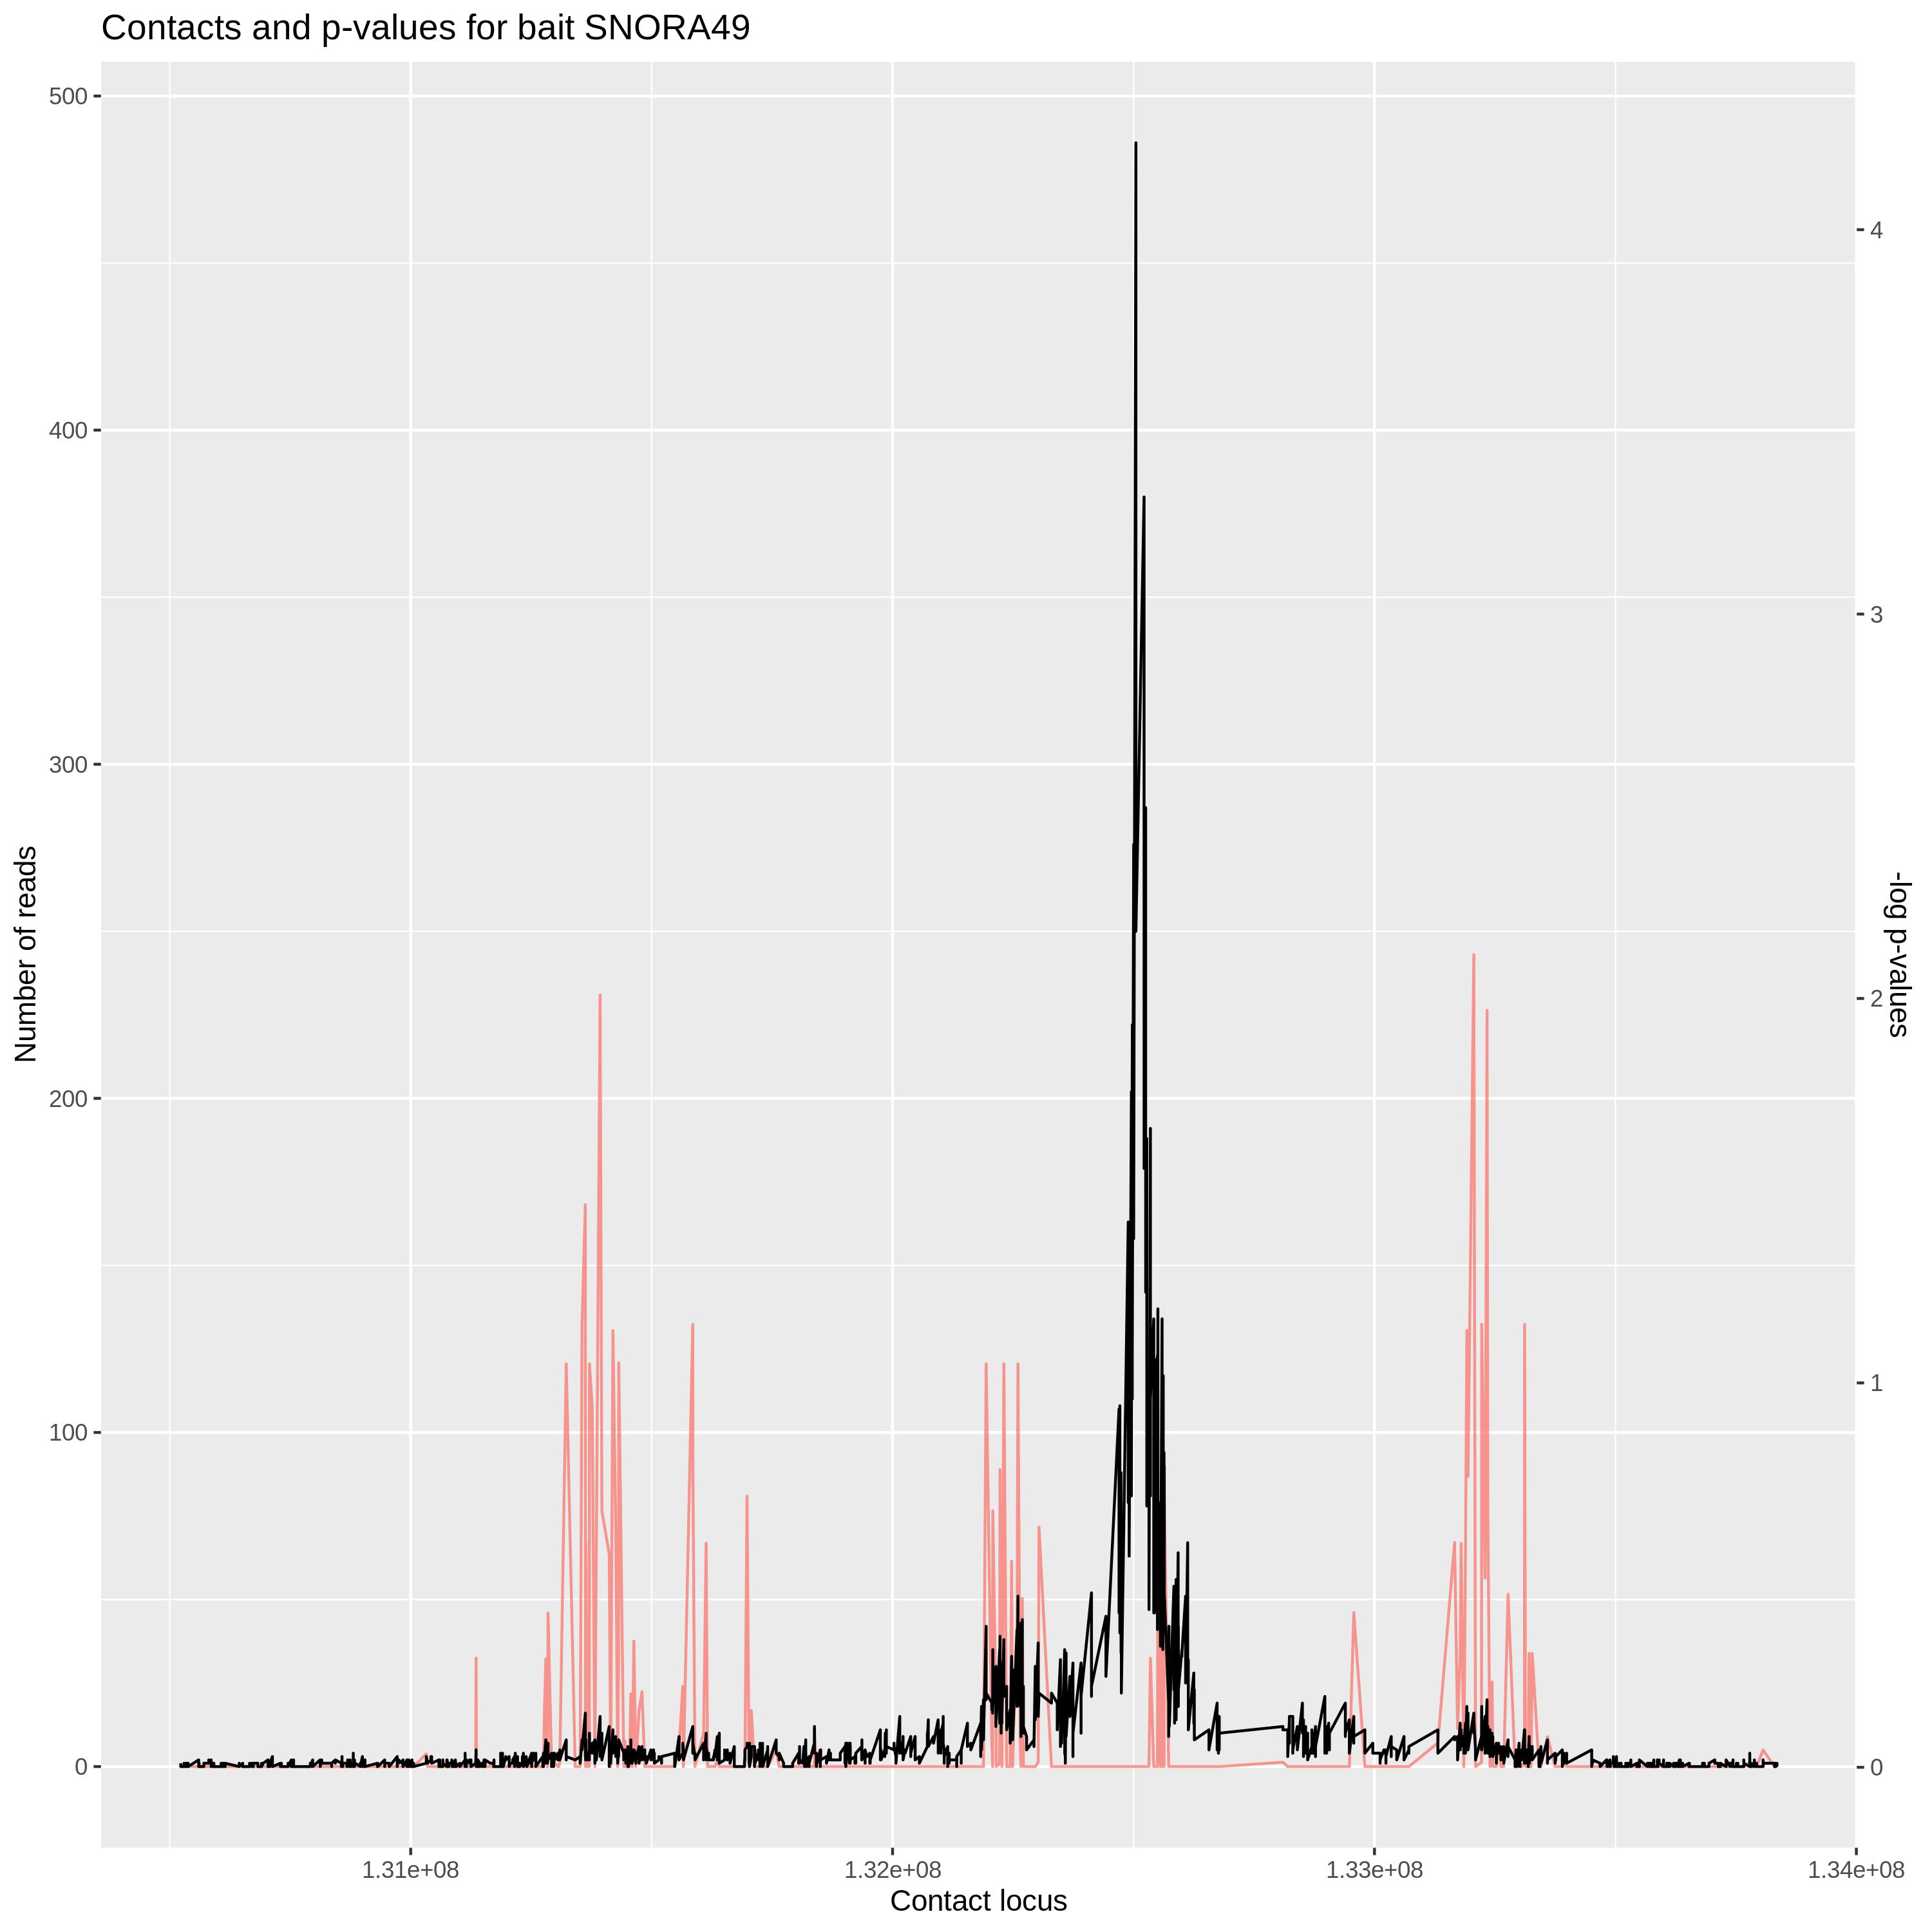 Contacts and p-values for bait SNORA49
500
400
300
200
100
0
Number of reads
4
3
2
1
0
-log p-values
1.31e+08
1.32e+08
1.33e+08
1.34e+08
Contact locus